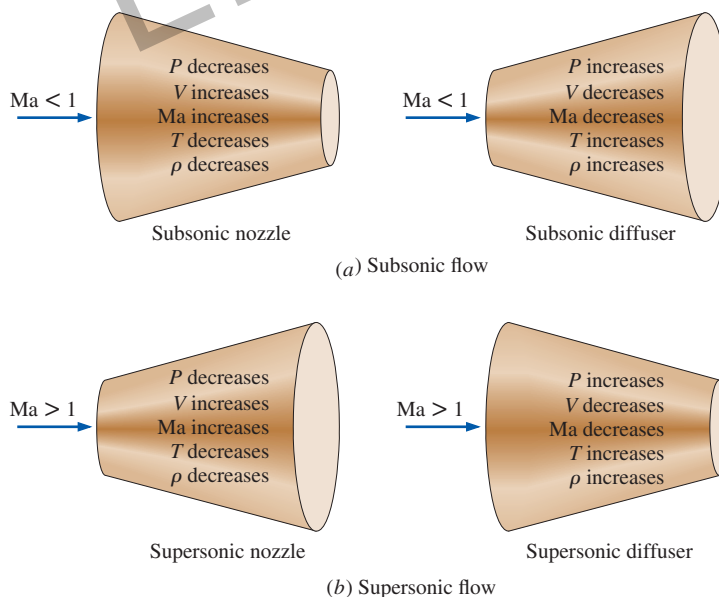 Ma < 1
P decreases
V increases
Ma increases
T decreases
ρ decreases
Subsonic nozzle
Ma < 1
P increases
V decreases
Ma decreases
T increases
ρ increases
Subsonic diffuser
(a) Subsonic flow
Ma > 1
P decreases
V increases
Ma increases
T decreases
ρ decreases
Supersonic nozzle
Ma > 1
P increases
V decreases
Ma decreases
T increases
ρ increases
Supersonic diffuser
(b) Supersonic flow